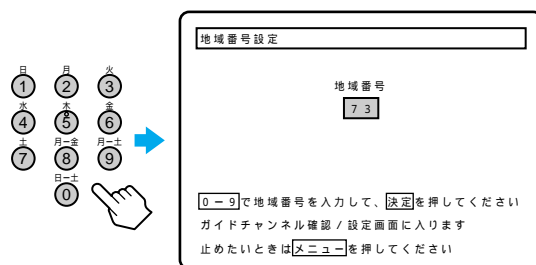 日 月 火
1 2 3
水 木 金
4 5 6
土 月−金 月−土
7 8 9
日−土
0
地域番号設定
地域番号
73
0−9で地域番号を入力して、決定を押してください
ガイドチャンネル確認/設定画面に入ります
止めたいときはメニューを押してください